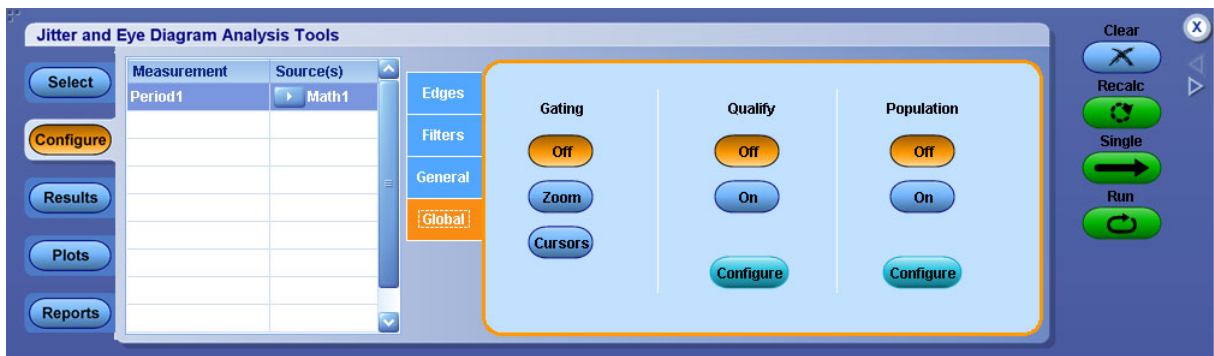 Jitter and Eye Diagram Analysis Tools
Select
Configure
Results
Plots
Reports
Measurement Source(s)
Period1 Math1
Edges
Filters
General
Global
Gating
Off
Zoom
Cursors
Qualify
Off
On
Configure
Population
Off
On
Configure
Clear
Recalc
Single
Run
X